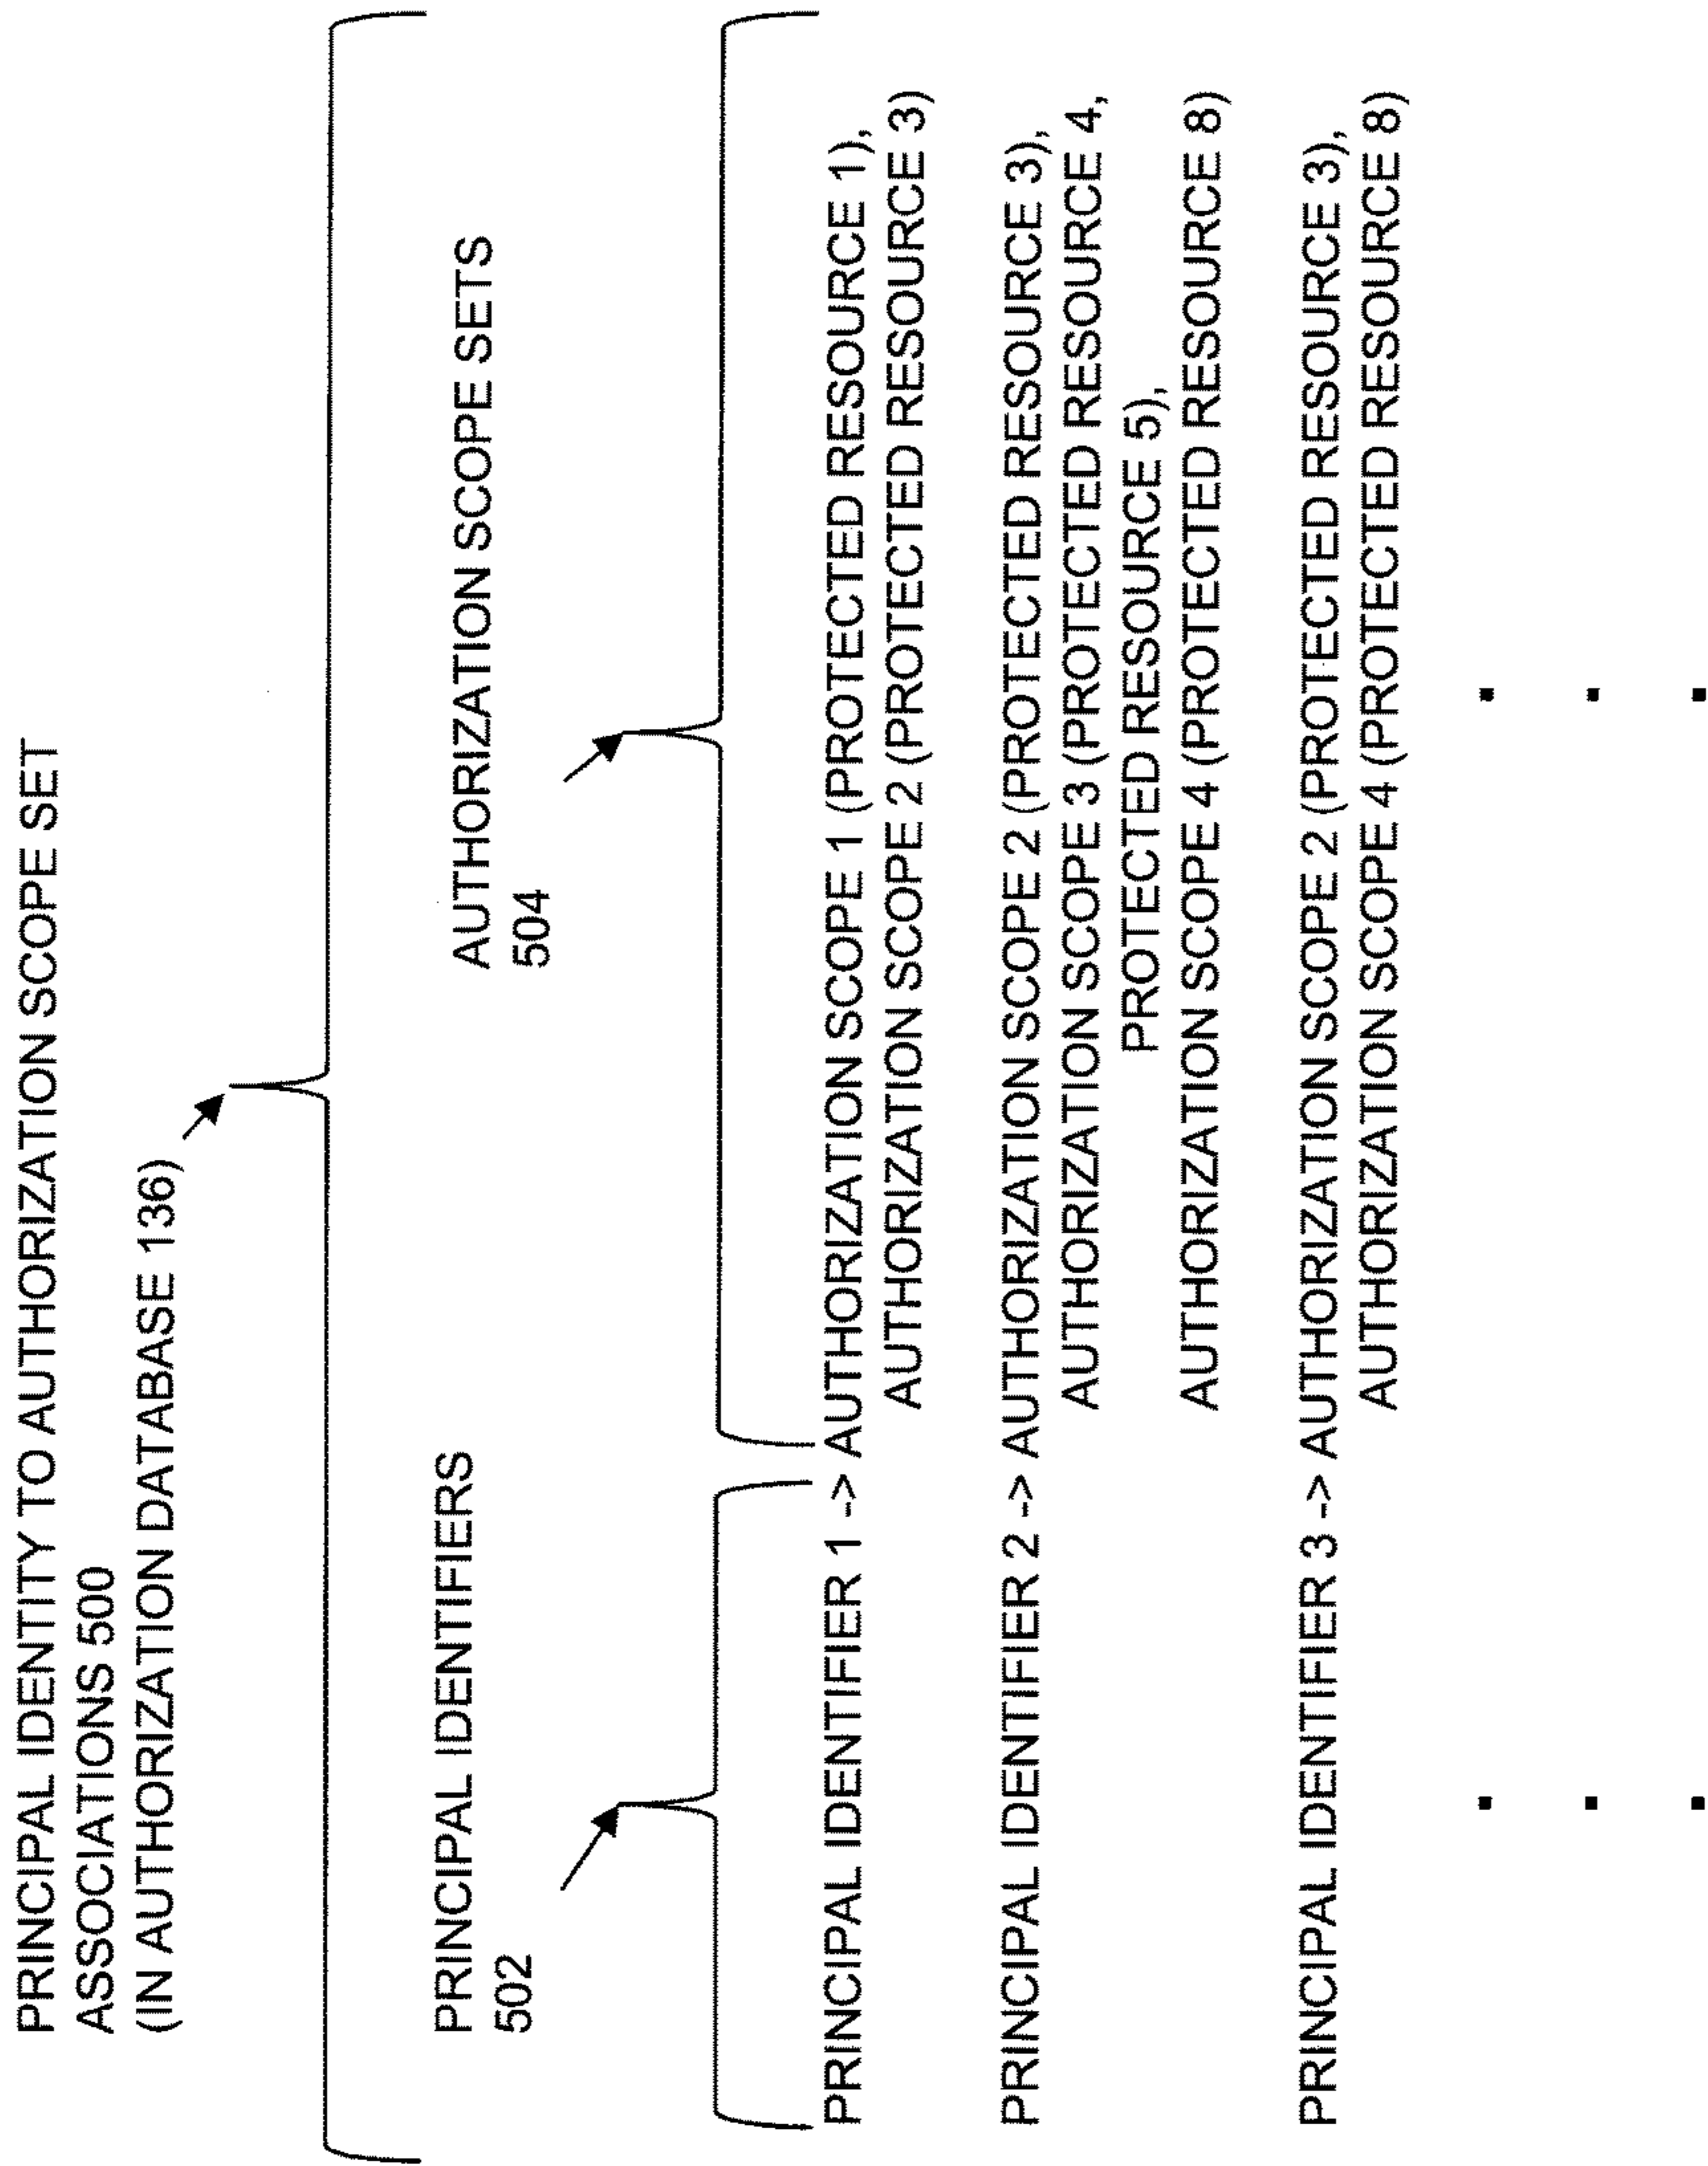 PRINCIPAL IDENTITY TO AUTHORIZATION SCOPE SET
ASSOCIATIONS 500
(IN AUTHORIZATION DATABASE 136)
PRINCIPAL IDENTIFIERS
502
AUTHORIZATION SCOPE SETS
504
PRINCIPAL IDENTIFIER 1 -> AUTHORIZATION SCOPE 1 (PROTECTED RESOURCE 1),
AUTHORIZATION SCOPE 2 (PROTECTED RESOURCE 3)
PRINCIPAL IDENTIFIER 2 -> AUTHORIZATION SCOPE 2 (PROTECTED RESOURCE 3),
AUTHORIZATION SCOPE 3 (PROTECTED RESOURCE 4,
PROTECTED RESOURCE 5),
AUTHORIZATION SCOPE 4 (PROTECTED RESOURCE 8)
PRINCIPAL IDENTIFIER 3 -> AUTHORIZATION SCOPE 2 (PROTECTED RESOURCE 3),
AUTHORIZATION SCOPE 4 (PROTECTED RESOURCE 8)